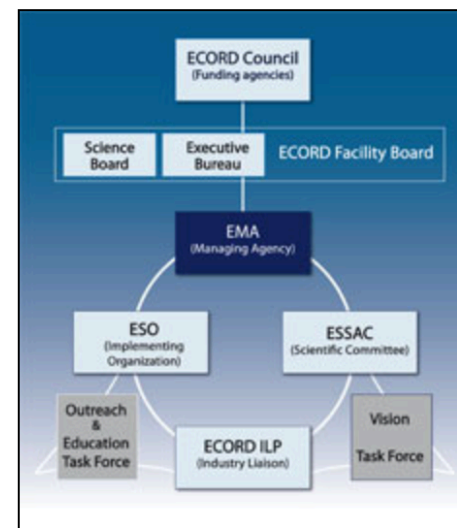 ECORD Council
(Funding agencies)
Science
Board
Executive
Bureau
ECORD Facility Board
EMA
(Managing Agency)
ESO
(Implementing
Organization)
ESSAC
(Scientific Committee)
Outreach
&
Education
Task Force
ECORD ILP
(Industry Liaison)
Vision
Task Force